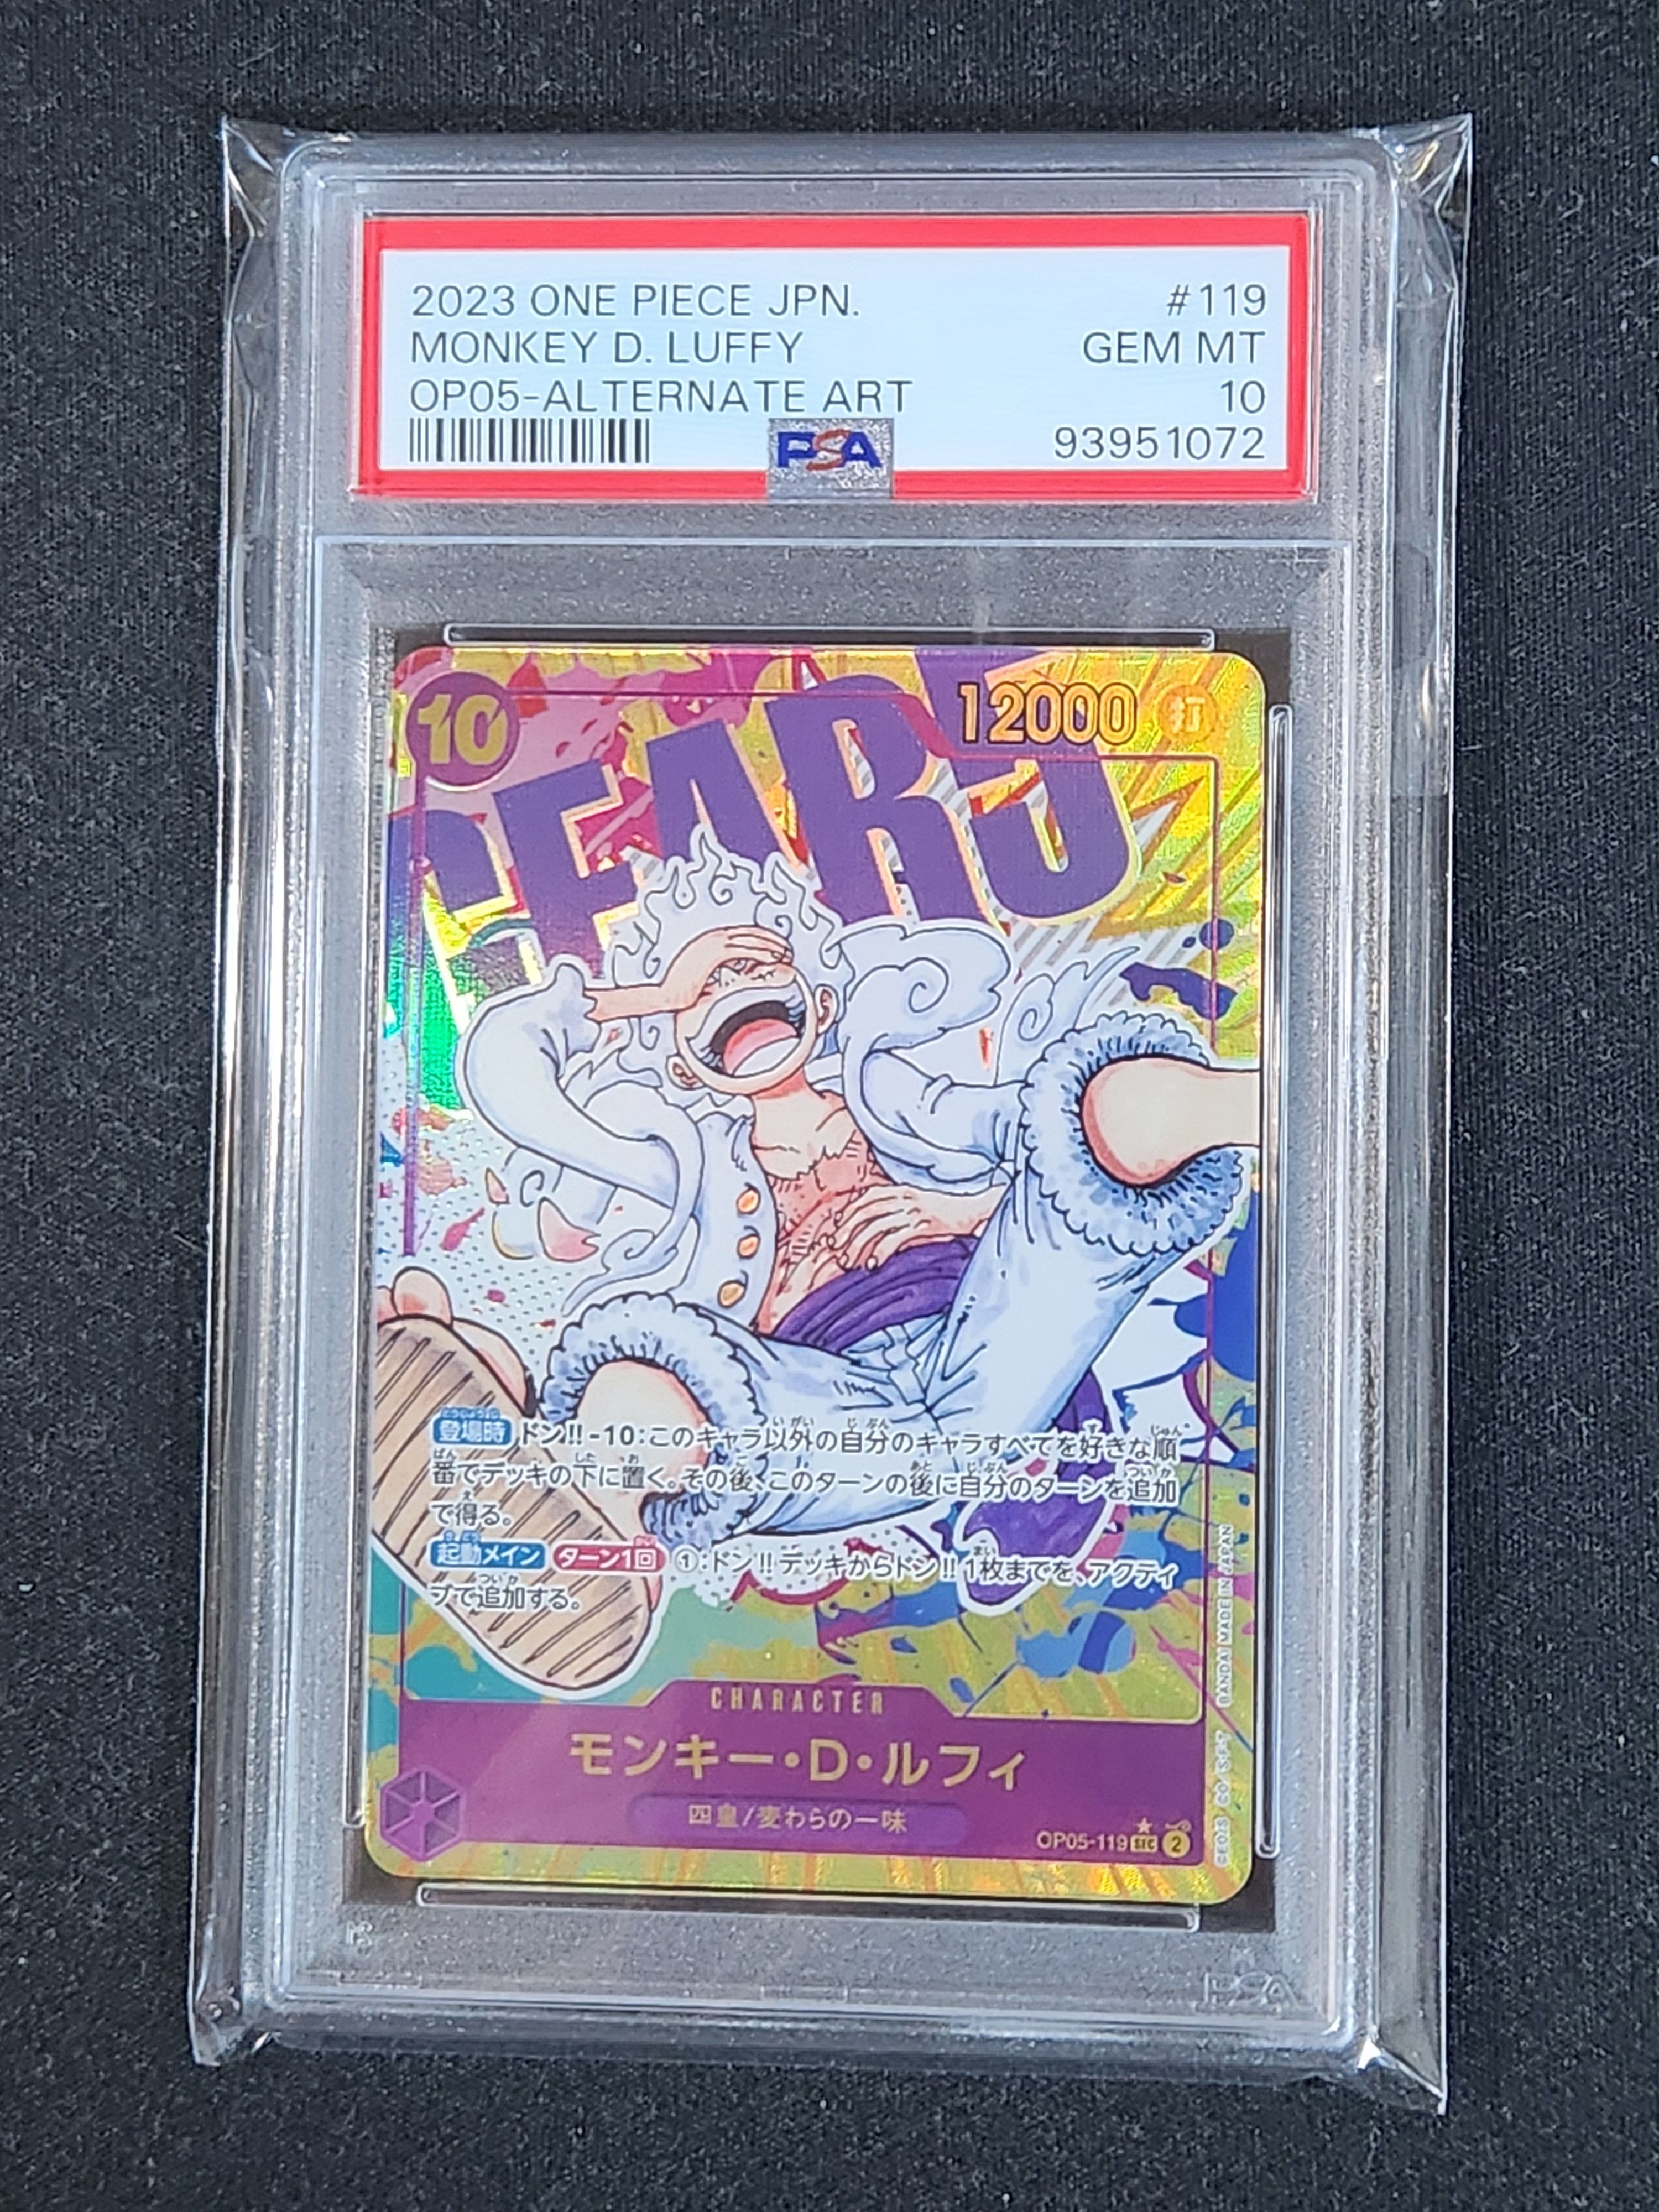 2023 ONE PIECE JPN. #119
MONKEY D. LUFFY GEM MT
OP05-ALTERNATE ART 10
PSA 93951072
10 12000 打
GEAR5
登場時 ドン!!-10:このキャラ以外の自分のキャラすべてを好きな順
番でデッキの下に置く。その後、このターンの後に自分のターンを追加
で得る。
起動メイン ターン1回 ①:ドン!!デッキからドン!!1枚までを、アクティ
ブで追加する。
CHARACTER
モンキー・D・ルフィ
四皇/麦わらの一味
OP05-119 SEC 2
BANDAI MADE IN JAPAN
PSA